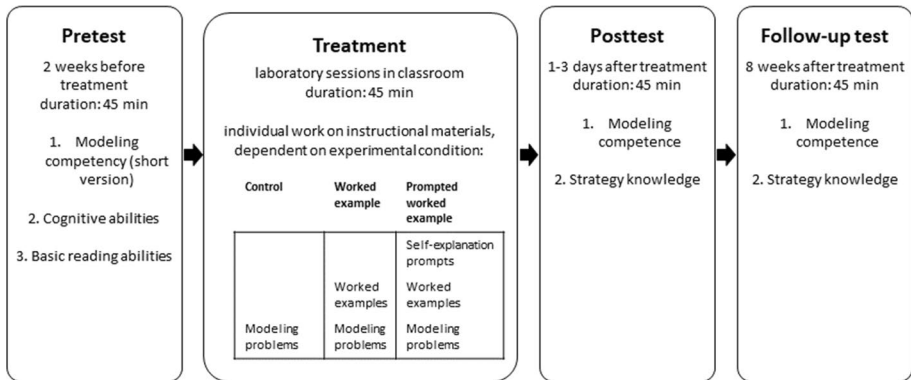 Pretest
2 weeks before
treatment
duration: 45 min
1. Modeling
competency (short
version)
2. Cognitive abilities
3. Basic reading abilities
Treatment
laboratory sessions in classroom
duration: 45 min
individual work on instructional materials,
dependent on experimental condition:
Control
Worked
example
Prompted
worked
example
Self-explanation
prompts
Worked
examples
Worked
examples
Modeling
problems
Modeling
problems
Modeling
problems
Posttest
1-3 days after treatment
duration: 45 min
1. Modeling
competence
2. Strategy knowledge
Follow-up test
8 weeks after treatment
duration: 45 min
1. Modeling
competence
2. Strategy knowledge